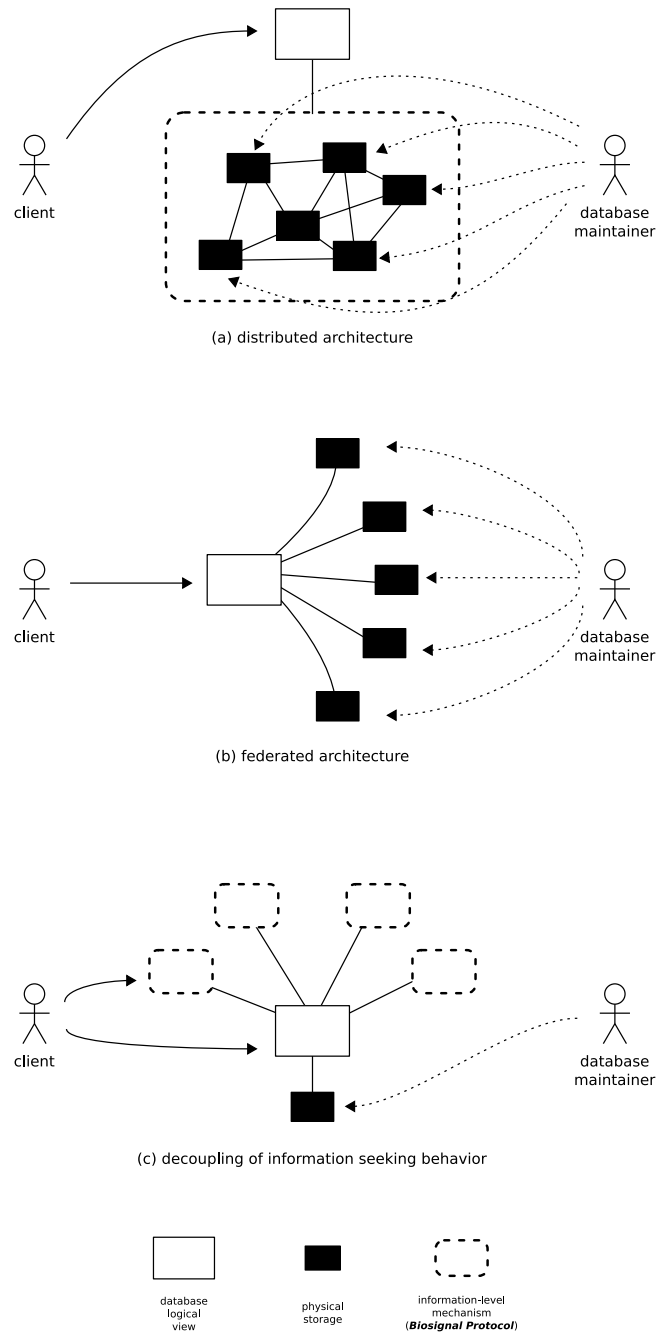 client
database
maintainer
(a) distributed architecture
client
database
maintainer
(b) federated architecture
client
database
maintainer
(c) decoupling of information seeking behavior
database
logical
view
physical
storage
information-level
mechanism
(Biosignal Protocol)